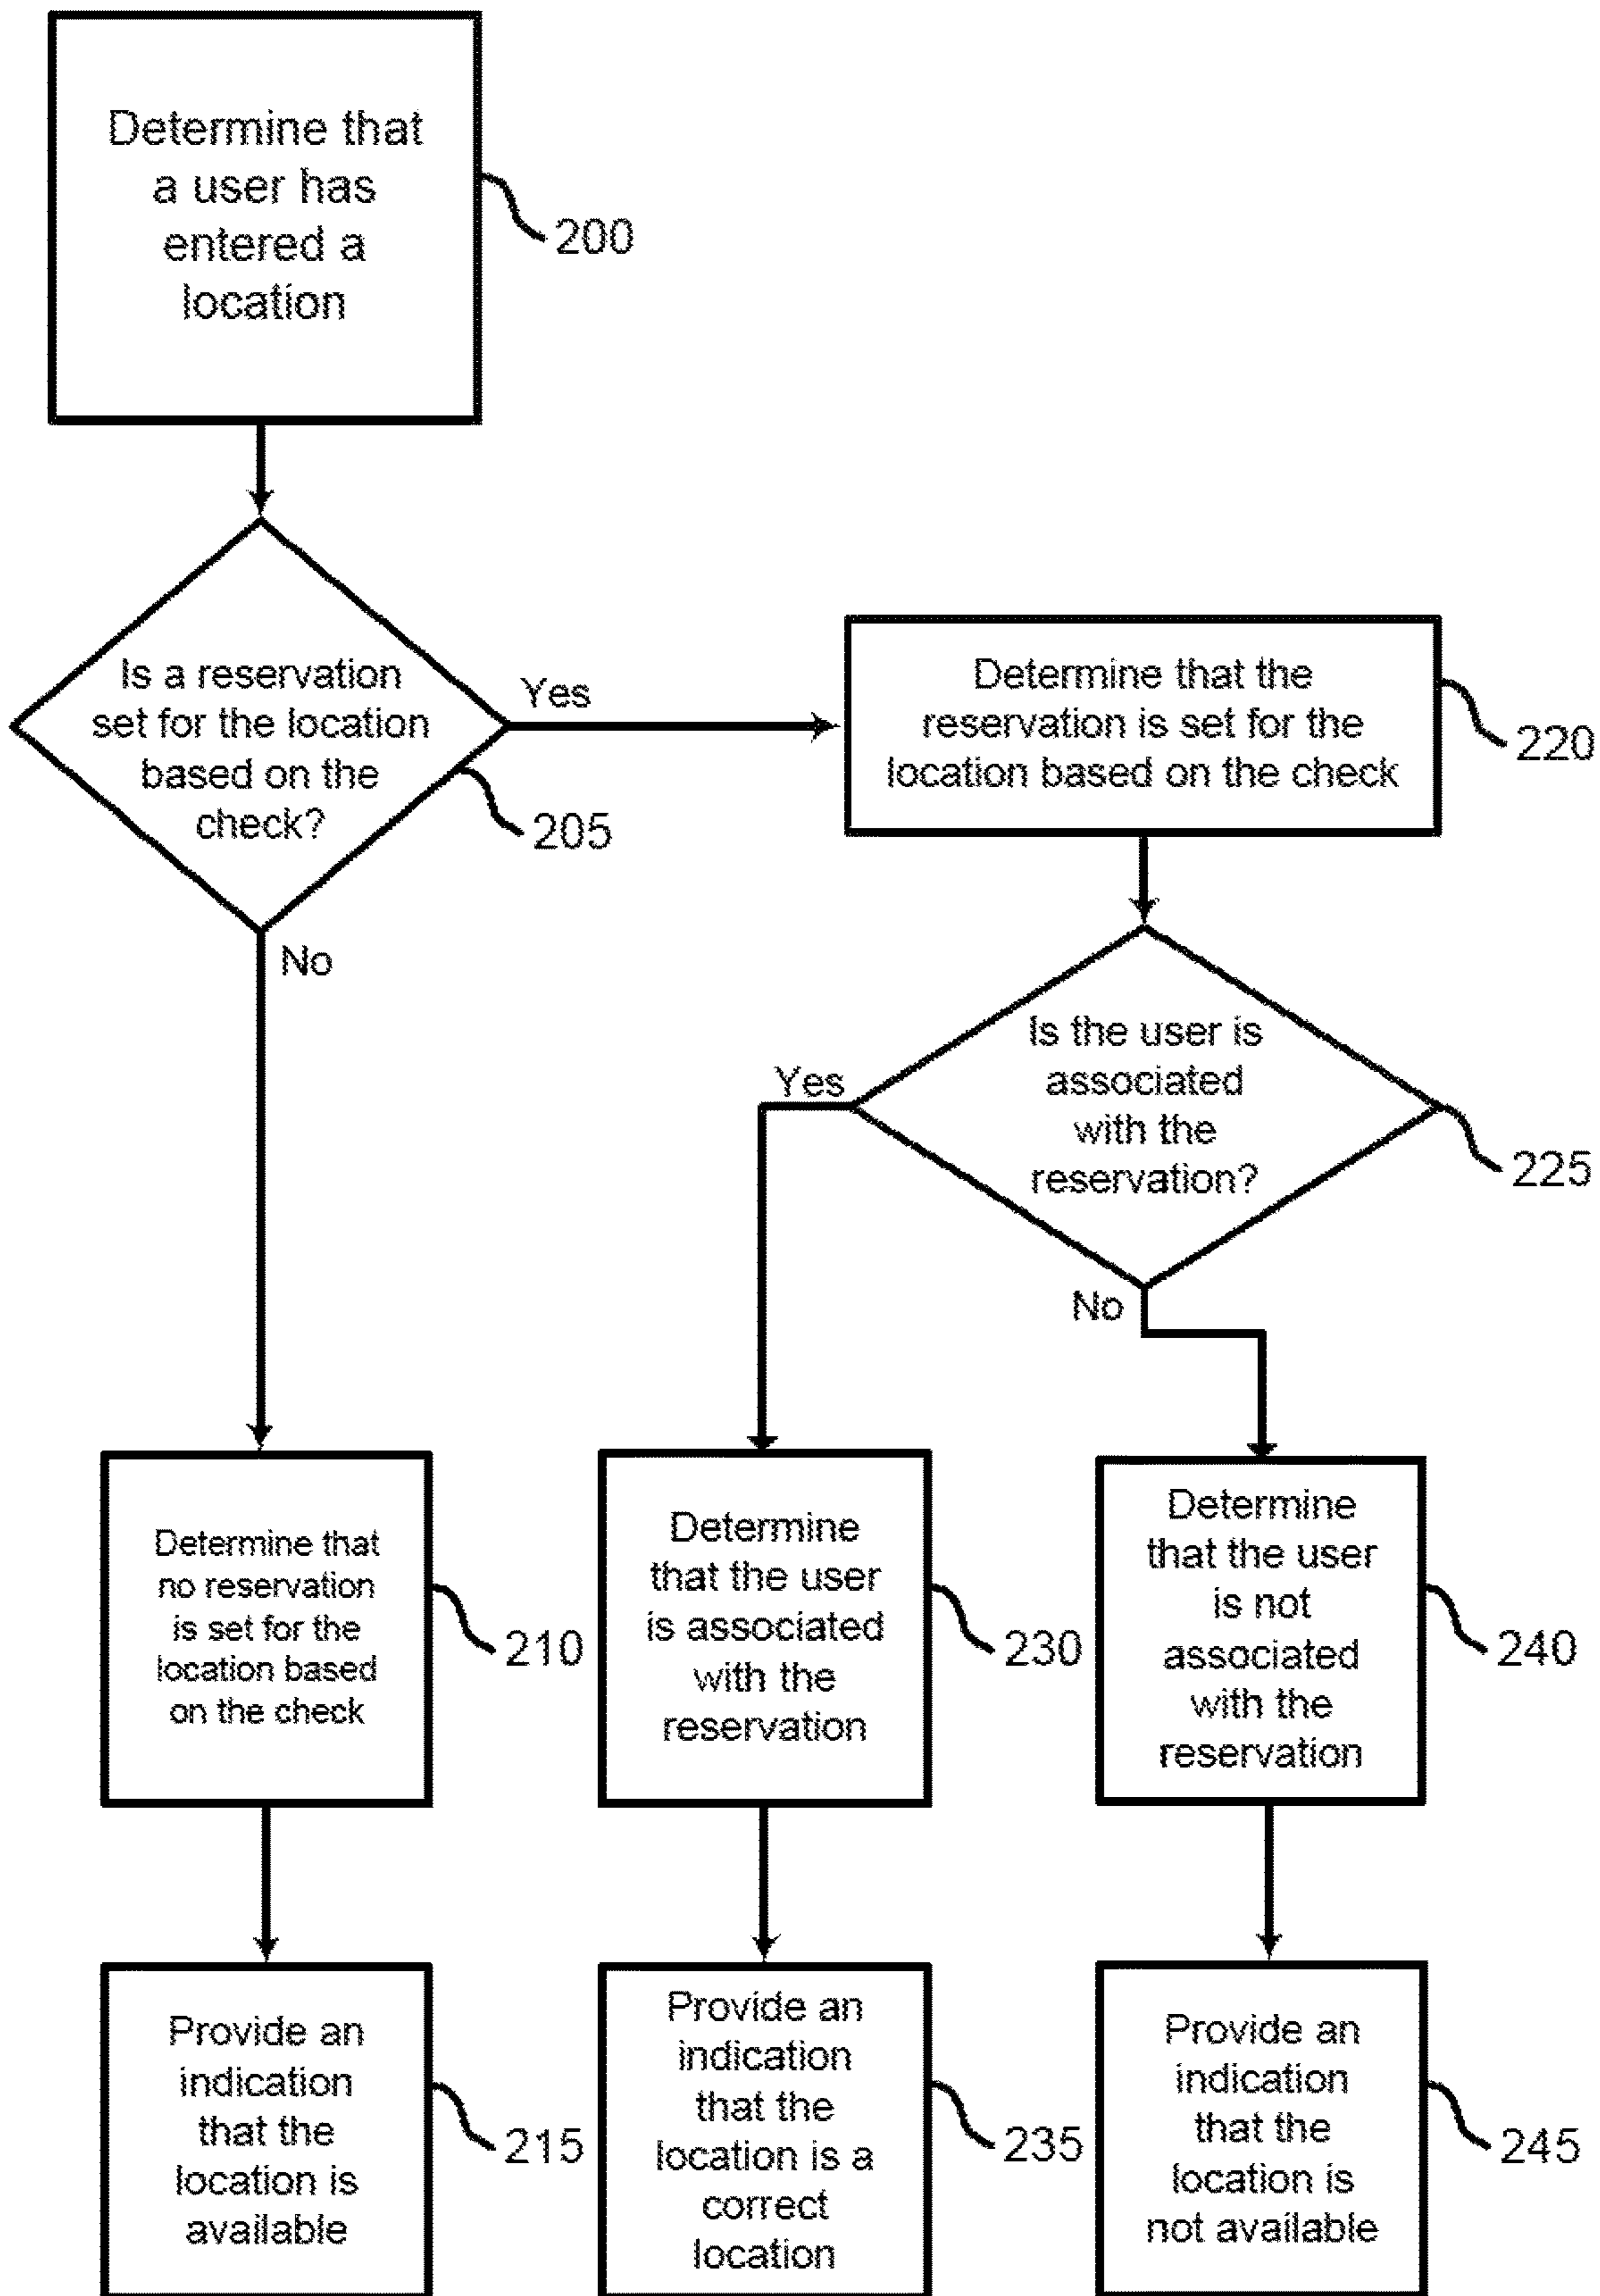 Determine that
a user has
entered a
location
200
Is a reservation
set for the location
based on the
check?
205
Yes
No
Determine that the
reservation is set for the
location based on the check
220
Is the user is
associated
with the
reservation?
225
Yes
No
Determine that
no reservation
is set for the
location based
on the check
210
Determine
that the user
is associated
with the
reservation
230
Determine
that the user
is not
associated
with the
reservation
240
Provide an
indication
that the
location is
available
215
Provide an
indication
that the
location is a
correct
location
235
Provide an
indication
that the
location is
not available
245